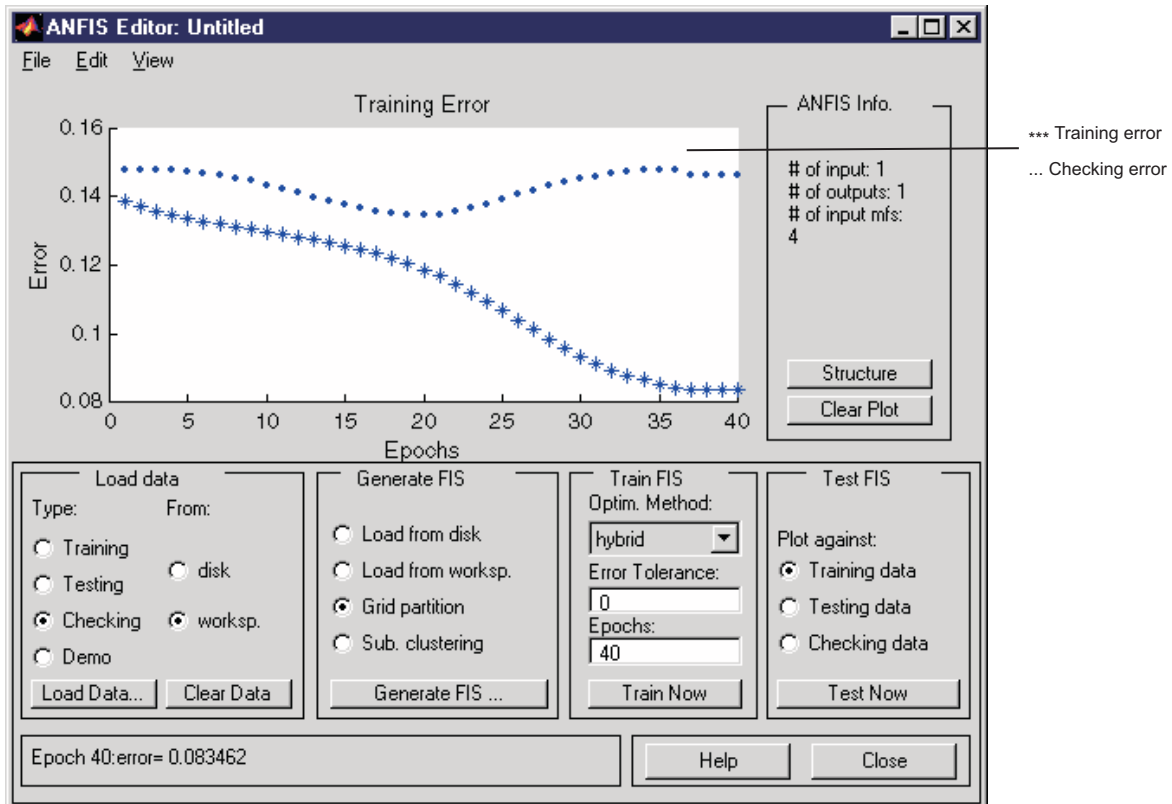 ANFIS Editor: Untitled
File Edit View
Training Error
0.16
0.14
0.12
0.1
0.08
Error
0 5 10 15 20 25 30 35 40
Epochs
ANFIS Info.
# of input: 1
# of outputs: 1
# of input mfs:
4
Structure
Clear Plot
*** Training error
... Checking error
Load data
Type: From:
Training
Testing
Checking
Demo
disk
worksp.
Load Data... Clear Data
Generate FIS
Load from disk
Load from worksp.
Grid partition
Sub. clustering
Generate FIS ...
Train FIS
Optim. Method:
hybrid
Error Tolerance:
0
Epochs:
40
Train Now
Test FIS
Plot against:
Training data
Testing data
Checking data
Test Now
Epoch 40:error= 0.083462
Help
Close